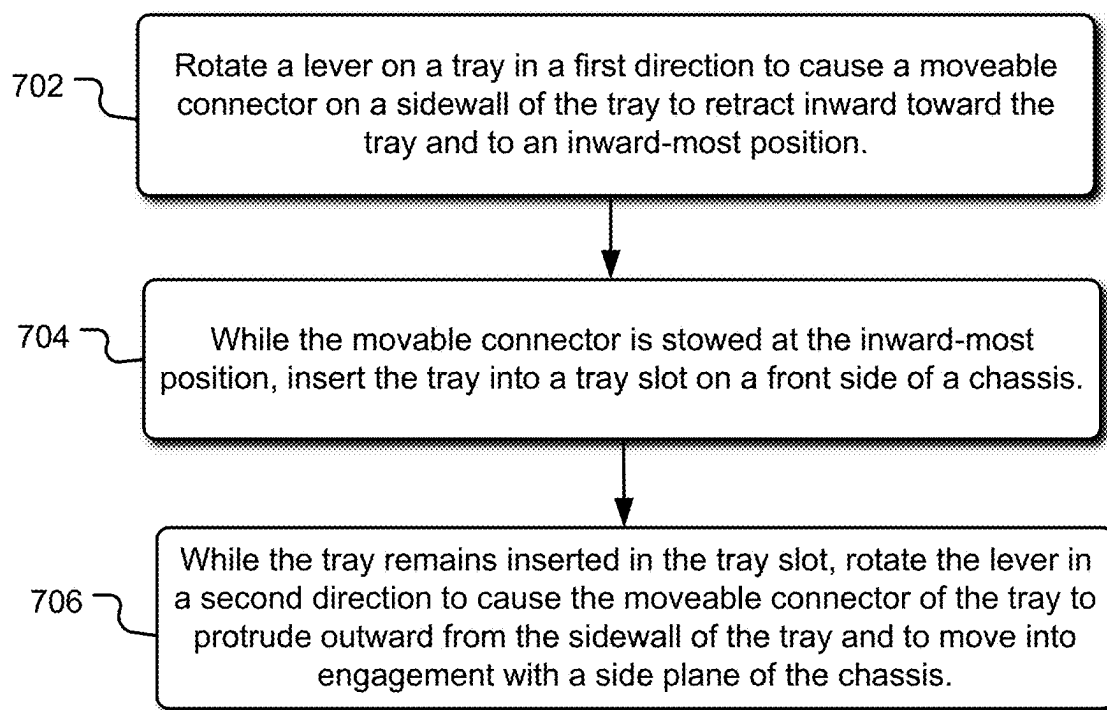 702
Rotate a lever on a tray in a first direction to cause a moveable
connector on a sidewall of the tray to retract inward toward the
tray and to an inward-most position.
704
While the movable connector is stowed at the inward-most
position, insert the tray into a tray slot on a front side of a chassis.
706
While the tray remains inserted in the tray slot, rotate the lever in
a second direction to cause the moveable connector of the tray to
protrude outward from the sidewall of the tray and to move into
engagement with a side plane of the chassis.